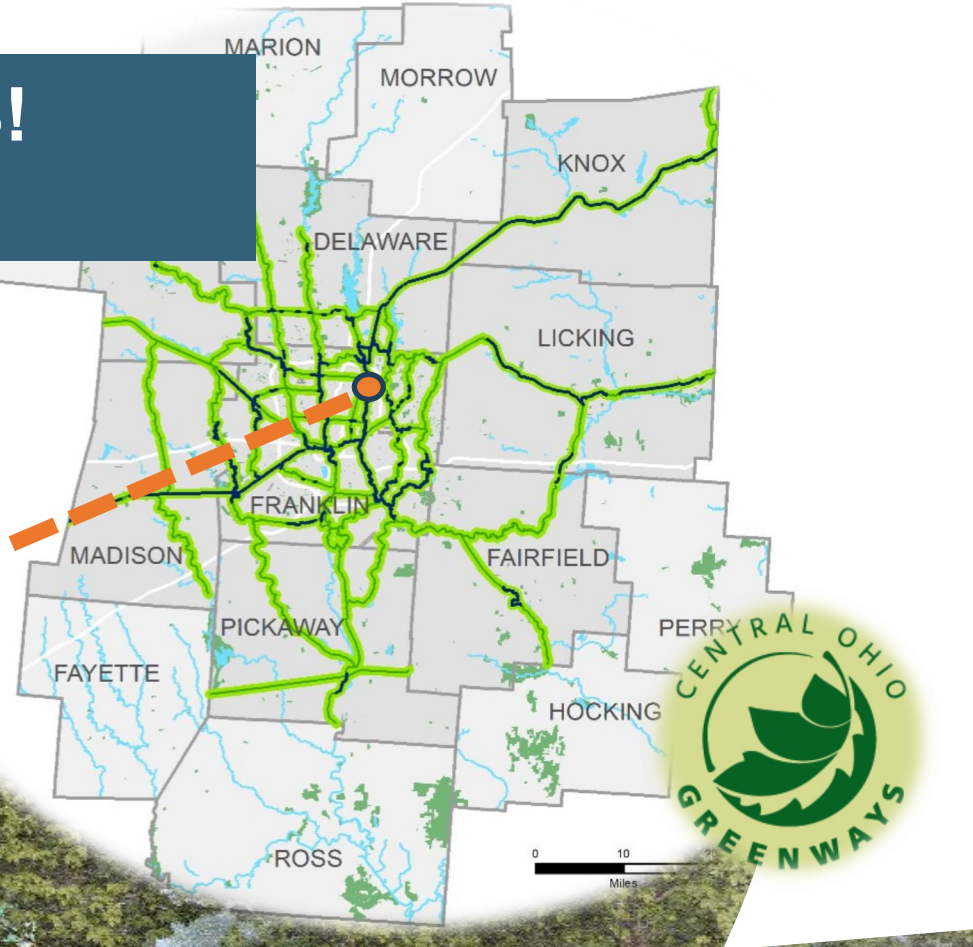 !
MARION
MORROW
KNOX
DELAWARE
LICKING
FRANKLIN
MADISON
FAIRFIELD
PICKAWAY
PERRY
FAYETTE
HOCKING
ROSS
CENTRAL OHIO
GREENWAYS
0 10
Miles